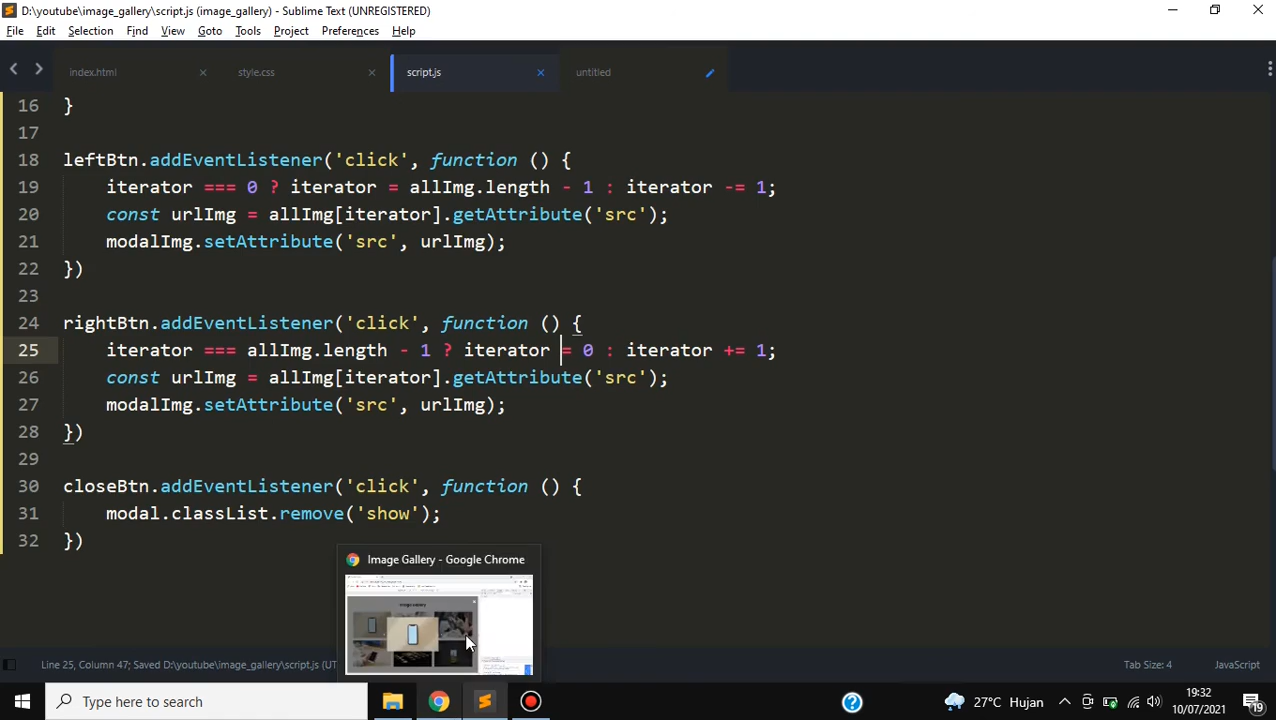 D:\youtube\image_gallery\script.js (image_gallery) - Sublime Text (UNREGISTERED)
File Edit Selection Find View Goto Tools Project Preferences Help
index.html style.css script.js untitled
16 }
17
18 leftBtn.addEventListener('click', function () {
19 iterator === 0 ? iterator = allImg.length - 1 : iterator -= 1;
20 const urlImg = allImg[iterator].getAttribute('src');
21 modalImg.setAttribute('src', urlImg);
22 })
23
24 rightBtn.addEventListener('click', function () {
25 iterator === allImg.length - 1 ? iterator = 0 : iterator += 1;
26 const urlImg = allImg[iterator].getAttribute('src');
27 modalImg.setAttribute('src', urlImg);
28 })
29
30 closeBtn.addEventListener('click', function () {
31 modal.classList.remove('show');
32 })
Image Gallery - Google Chrome
Image Gallery
Line 25, Column 47; Saved D:\youtube\image_gallery\script.js (UT Tab Size: 4 JavaScript
Type here to search
27°C Hujan
19:32
10/07/2021
19